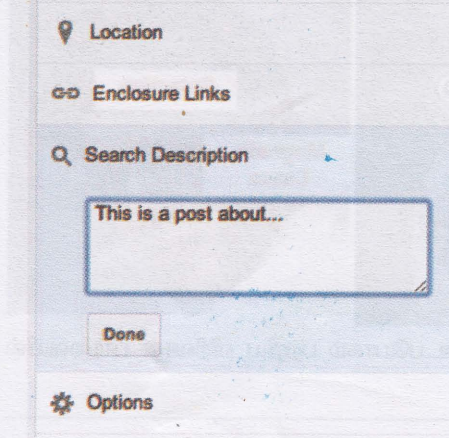 Location
Enclosure Links
Search Description
This is a post about...
Done
Options